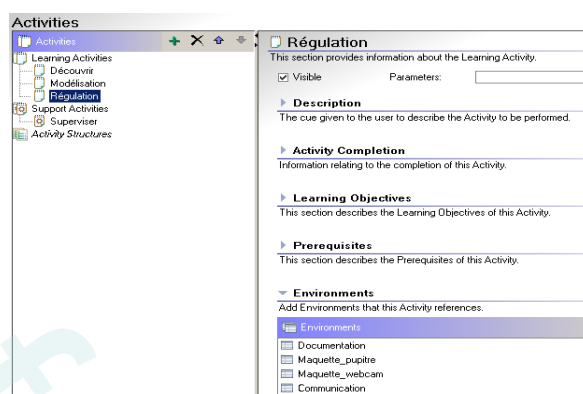 Activities
Activities
Learning Activities
Découvrir
Modélisation
Régulation
Support Activities
Superviser
Activity Structures
Régulation
This section provides information about the Learning Activity.
Visible Parameters:
Description
The cue given to the user to describe the Activity to be performed.
Activity Completion
Information relating to the completion of this Activity.
Learning Objectives
This section describes the Learning Objectives of this Activity.
Prerequisites
This section describes the Prerequisites of this Activity.
Environments
Add Environments that this Activity references.
Environments
Documentation
Maquette_pupitre
Maquette_webcam
Communication